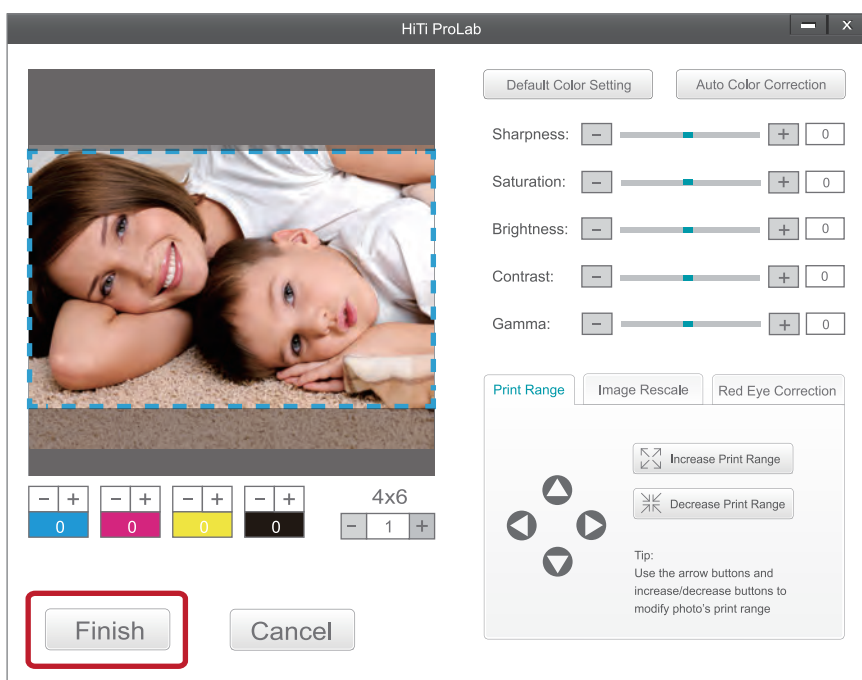 HiTi ProLab
X
Default Color Setting
Auto Color Correction
Sharpness: - + 0
Saturation: - + 0
Brightness: - + 0
Contrast: - + 0
Gamma: - + 0
Print Range
Image Rescale
Red Eye Correction
Increase Print Range
Decrease Print Range
Tip:
Use the arrow buttons and
increase/decrease buttons to
modify photo's print range
- + - + - + - +
0 0 0 0
4x6
- 1 +
Finish
Cancel